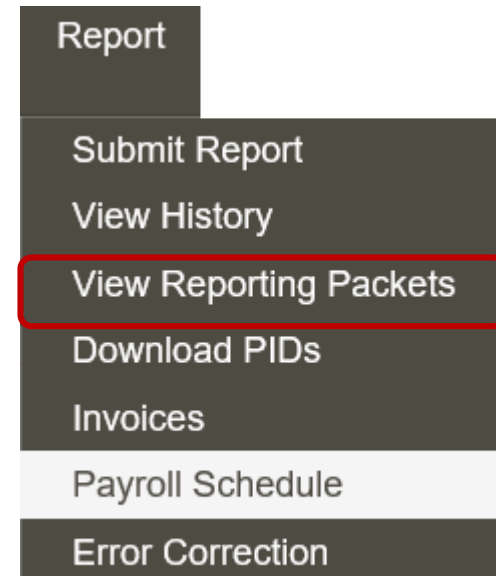 Report
Submit Report
View History
View Reporting Packets
Download PIDs
Invoices
Payroll Schedule
Error Correction